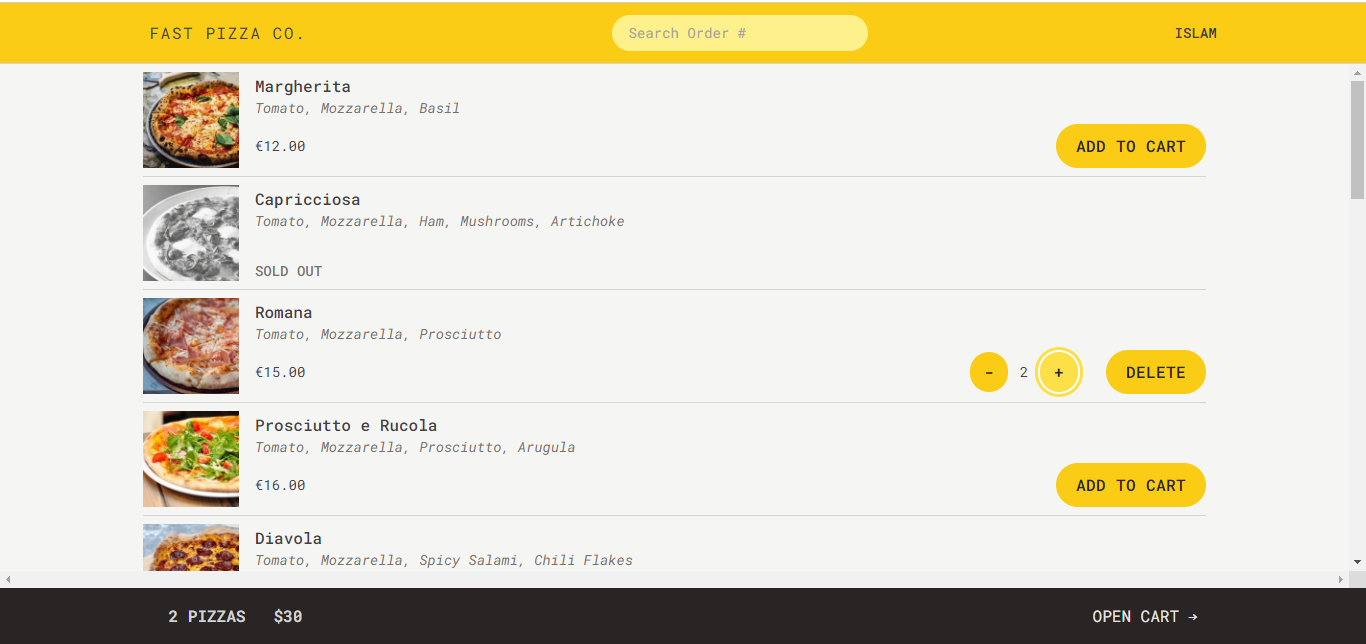 FAST PIZZA CO.
Search Order #
ISLAM
Margherita
Tomato, Mozzarella, Basil
€12.00
ADD TO CART
Capricciosa
Tomato, Mozzarella, Ham, Mushrooms, Artichoke
SOLD OUT
Romana
Tomato, Mozzarella, Prosciutto
€15.00
- 2 +
DELETE
Prosciutto e Rucola
Tomato, Mozzarella, Prosciutto, Arugula
€16.00
ADD TO CART
Diavola
Tomato, Mozzarella, Spicy Salami, Chili Flakes
2 PIZZAS $30
OPEN CART →